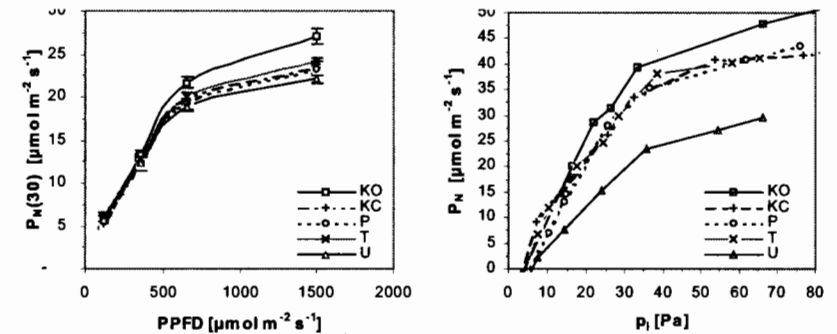 30
25
20
15
10
5
-
0
500
1000
1500
2000
PPFD [µmol m⁻² s⁻¹]
P_N(30) [µmol m⁻² s⁻¹]
KO
KC
P
T
U
50
45
40
35
30
25
20
15
10
5
0
0
10
20
30
40
50
60
70
80
p_i [Pa]
P_N [µmol m⁻² s⁻¹]
KO
KC
P
T
U